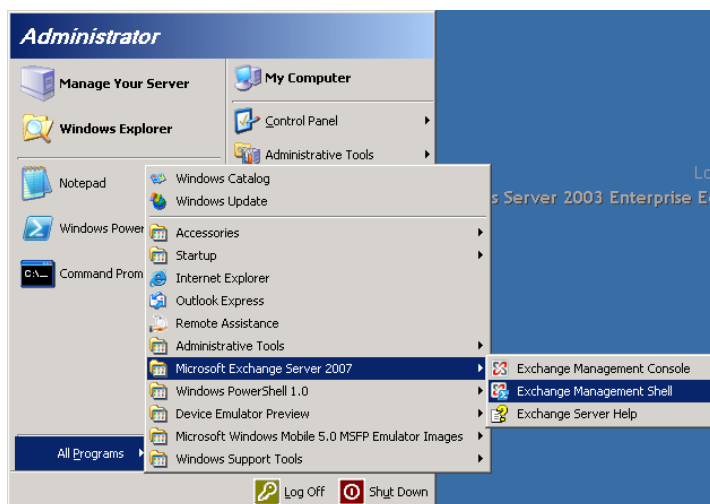 Administrator
Manage Your Server
Windows Explorer
Notepad
Windows Power
Command Prom
All Programs
My Computer
Control Panel
Administrative Tools
Windows Catalog
Windows Update
Accessories
Startup
Internet Explorer
Outlook Express
Remote Assistance
Administrative Tools
Microsoft Exchange Server 2007
Windows PowerShell 1.0
Device Emulator Preview
Microsoft Windows Mobile 5.0 MSFP Emulator Images
Windows Support Tools
Exchange Management Console
Exchange Management Shell
Exchange Server Help
Log Off
Shut Down
Lo
s Server 2003 Enterprise E
C:\_